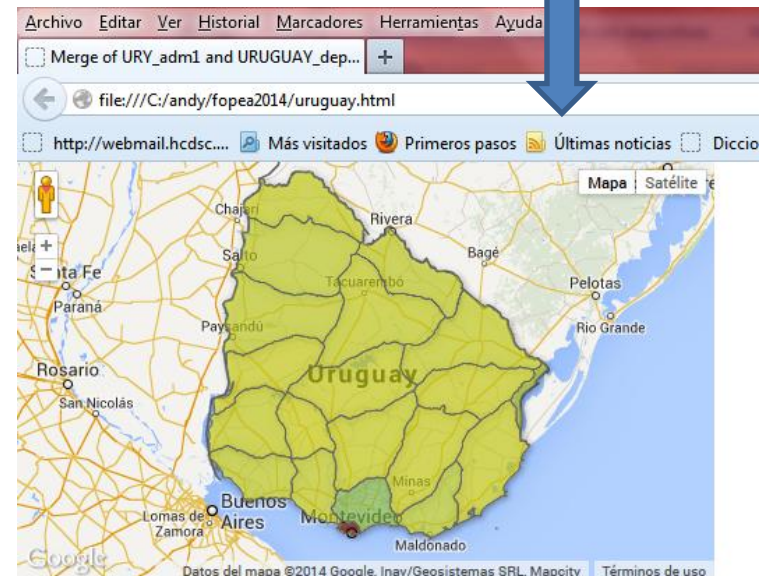 Archivo Editar Ver Historial Marcadores Herramientas Ayuda
Merge of URY_adm1 and URUGUAY_dep... +
file:///C:/andy/fopea2014/uruguay.html
http://webmail.hcdsc.... Más visitados Primeros pasos Últimas noticias Diccio
Mapa Satélite
Chajarí
Rivera
Salto
Bagé
+
−
Santa Fe
Tacuarembó
Pelotas
Paraná
Paysandú
Rio Grande
Rosario
Uruguay
San Nicolás
Minas
Buenos
Aires
Lomas de
Zamora
Montevideo
Maldonado
Google
Datos del mapa ©2014 Google, Inav/Geosistemas SRL, Mapcity Términos de uso